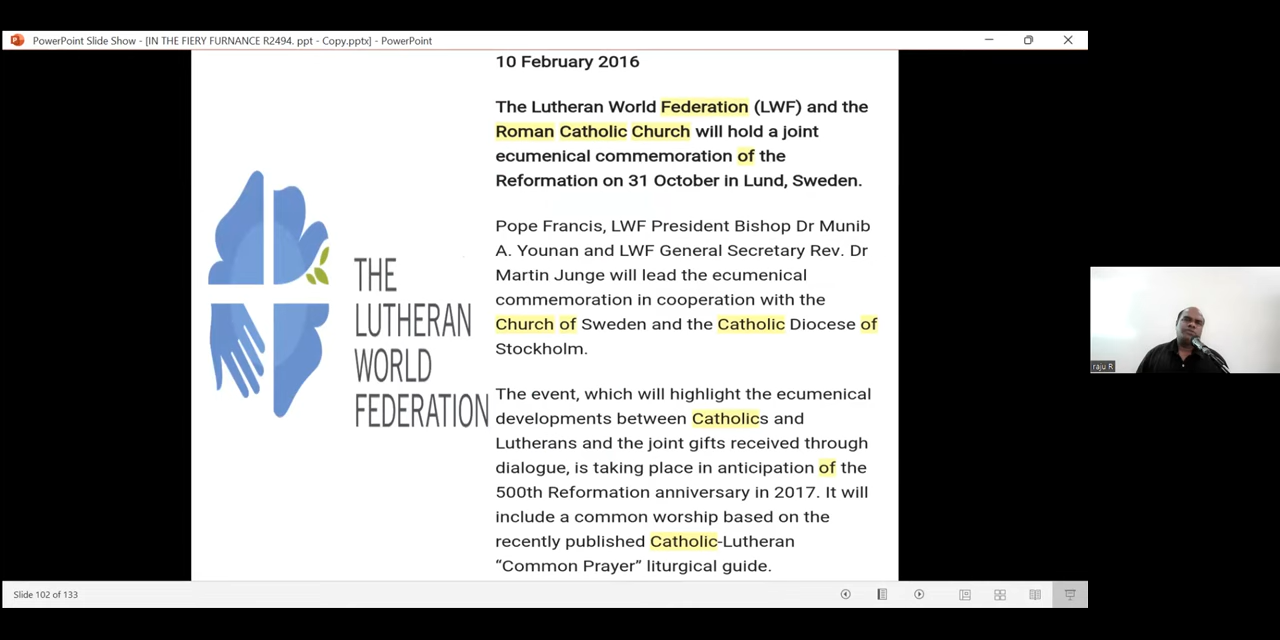 PowerPoint Slide Show - [IN THE FIERY FURNANCE R2494. ppt - Copy.pptx] - PowerPoint
10 February 2016
The Lutheran World Federation (LWF) and the
Roman Catholic Church will hold a joint
ecumenical commemoration of the
Reformation on 31 October in Lund, Sweden.
Pope Francis, LWF President Bishop Dr Munib
A. Younan and LWF General Secretary Rev. Dr
Martin Junge will lead the ecumenical
commemoration in cooperation with the
Church of Sweden and the Catholic Diocese of
Stockholm.
The event, which will highlight the ecumenical
developments between Catholics and
Lutherans and the joint gifts received through
dialogue, is taking place in anticipation of the
500th Reformation anniversary in 2017. It will
include a common worship based on the
recently published Catholic-Lutheran
“Common Prayer” liturgical guide.
THE
LUTHERAN
WORLD
FEDERATION
raju R
Slide 102 of 133